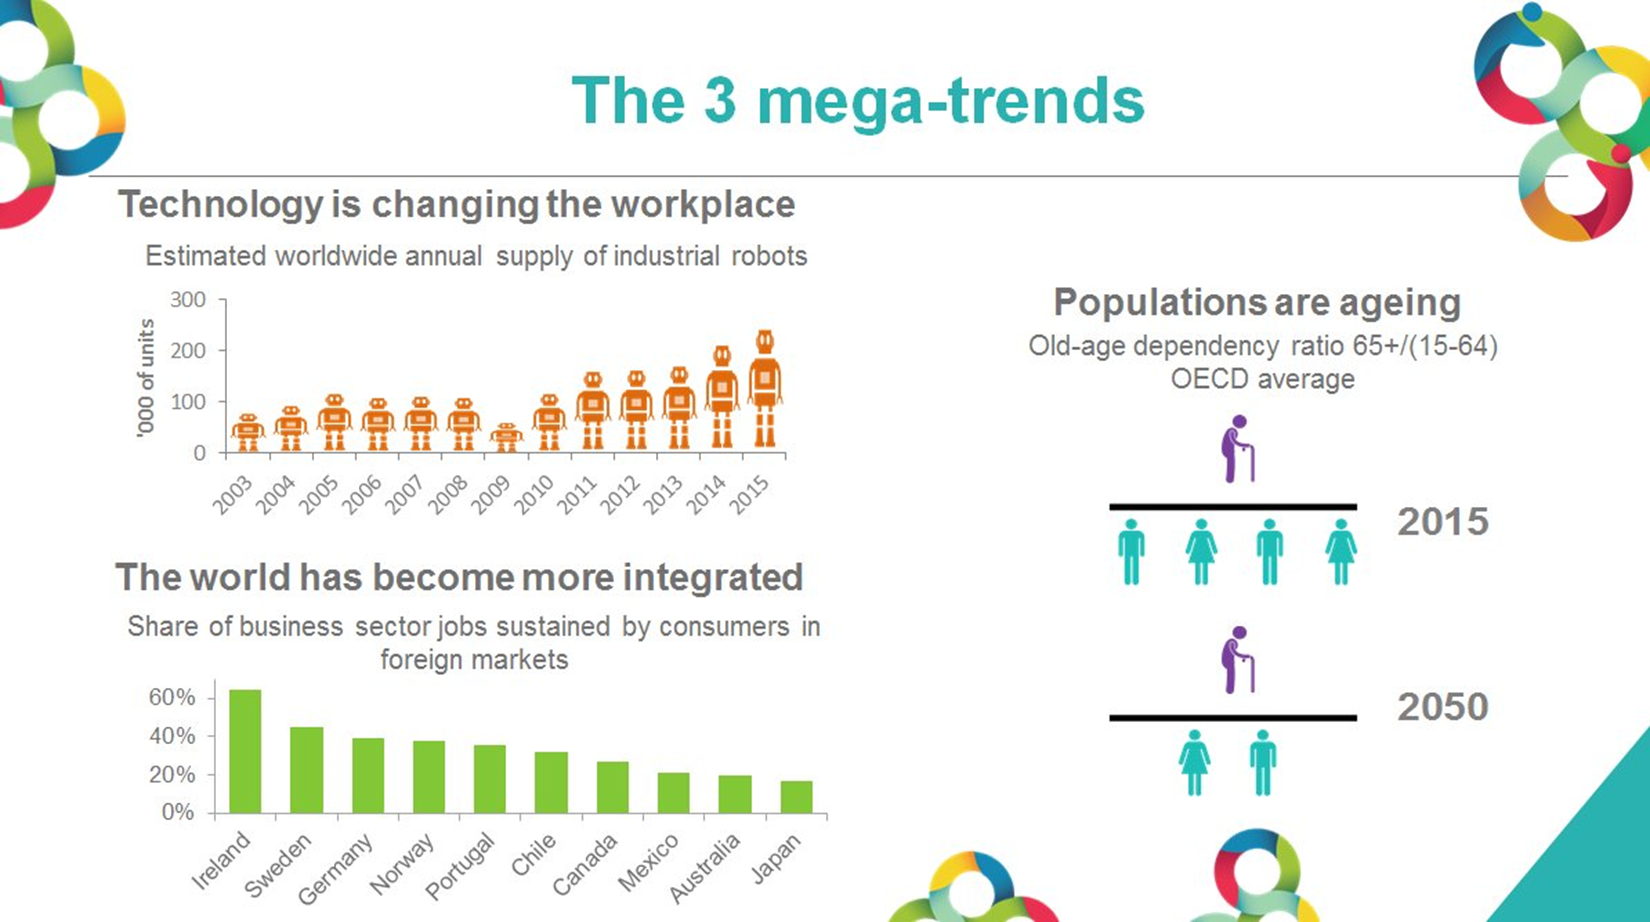 The 3 mega-trends
Technology is changing the workplace
Estimated worldwide annual supply of industrial robots
'000 of units
300
200
100
0
2003
2004
2005
2006
2007
2008
2009
2010
2011
2012
2013
2014
2015
The world has become more integrated
Share of business sector jobs sustained by consumers in
foreign markets
60%
40%
20%
0%
Ireland
Sweden
Germany
Norway
Portugal
Chile
Canada
Mexico
Australia
Japan
Populations are ageing
Old-age dependency ratio 65+/(15-64)
OECD average
2015
2050